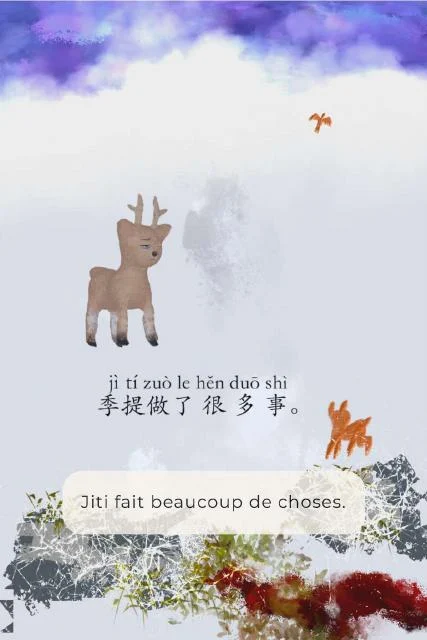 jì tí zuò le hěn duō shì
季提做了 很 多 事。
Jiti fait beaucoup de choses.